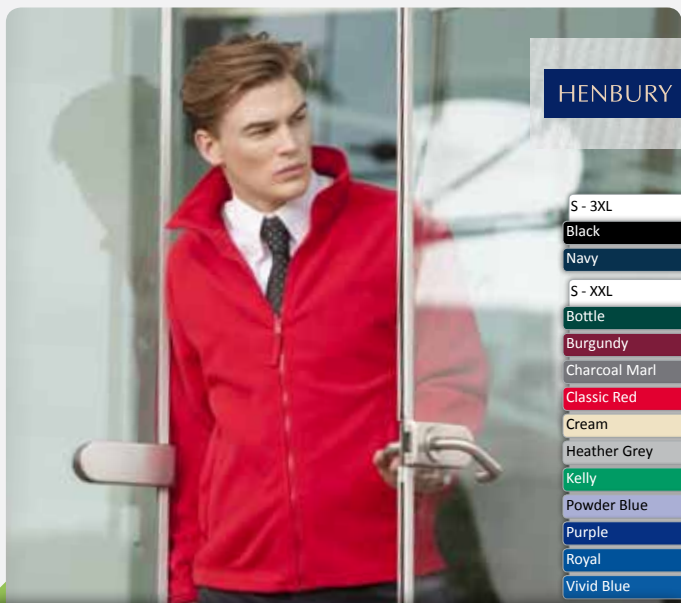 HENBURY
S - 3XL
Black
Navy
S - XXL
Bottle
Burgundy
Charcoal Marl
Classic Red
Cream
Heather Grey
Kelly
Powder Blue
Purple
Royal
Vivid Blue